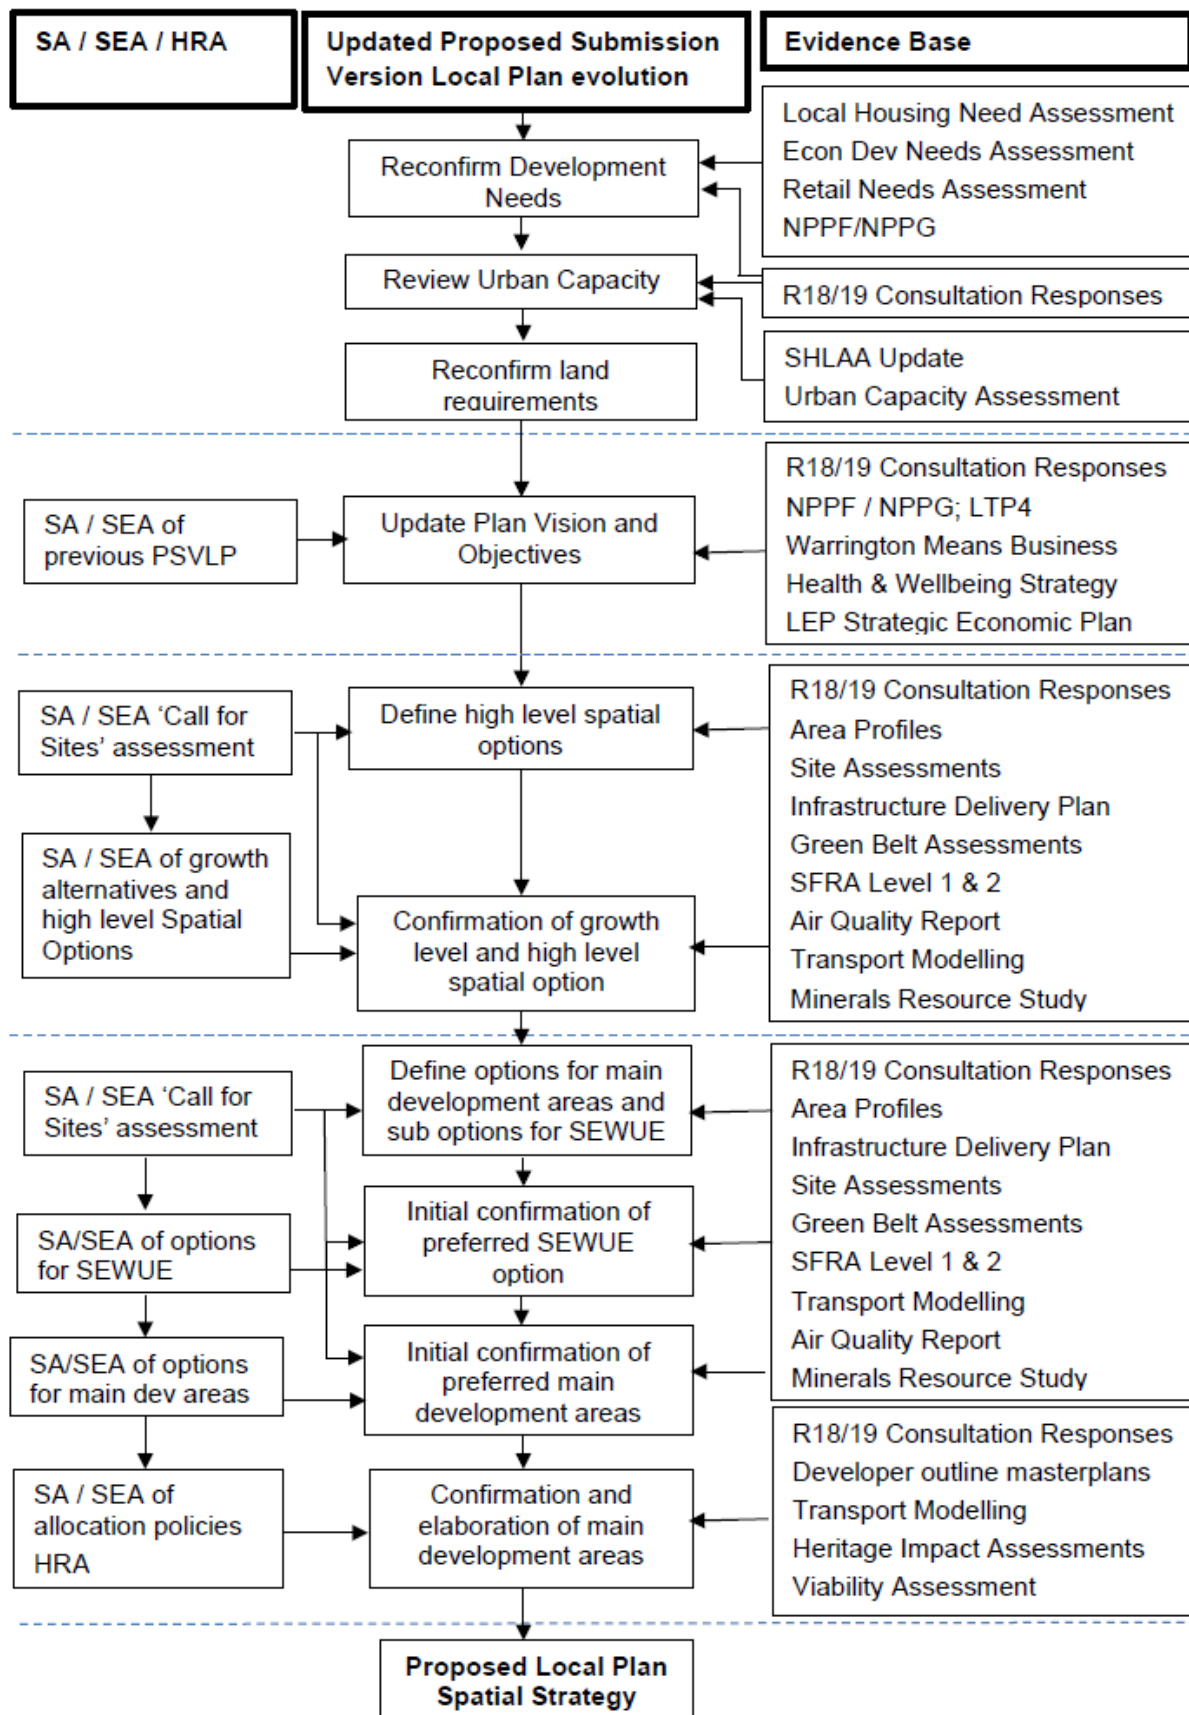 SA / SEA / HRA
Updated Proposed Submission
Version Local Plan evolution
Evidence Base
Reconfirm Development
Needs
Local Housing Need Assessment
Econ Dev Needs Assessment
Retail Needs Assessment
NPPF/NPPG
Review Urban Capacity
R18/19 Consultation Responses
Reconfirm land
requirements
SHLAA Update
Urban Capacity Assessment
SA / SEA of
previous PSVLP
Update Plan Vision and
Objectives
R18/19 Consultation Responses
NPPF / NPPG; LTP4
Warrington Means Business
Health & Wellbeing Strategy
LEP Strategic Economic Plan
SA / SEA ‘Call for
Sites’ assessment
Define high level spatial
options
R18/19 Consultation Responses
Area Profiles
Site Assessments
Infrastructure Delivery Plan
Green Belt Assessments
SFRA Level 1 & 2
Air Quality Report
Transport Modelling
Minerals Resource Study
SA / SEA of growth
alternatives and
high level Spatial
Options
Confirmation of growth
level and high level
spatial option
SA / SEA ‘Call for
Sites’ assessment
Define options for main
development areas and
sub options for SEWUE
R18/19 Consultation Responses
Area Profiles
Infrastructure Delivery Plan
Site Assessments
Green Belt Assessments
SFRA Level 1 & 2
Transport Modelling
Air Quality Report
Minerals Resource Study
SA/SEA of options
for SEWUE
Initial confirmation of
preferred SEWUE
option
SA/SEA of options
for main dev areas
Initial confirmation of
preferred main
development areas
SA / SEA of
allocation policies
HRA
Confirmation and
elaboration of main
development areas
R18/19 Consultation Responses
Developer outline masterplans
Transport Modelling
Heritage Impact Assessments
Viability Assessment
Proposed Local Plan
Spatial Strategy